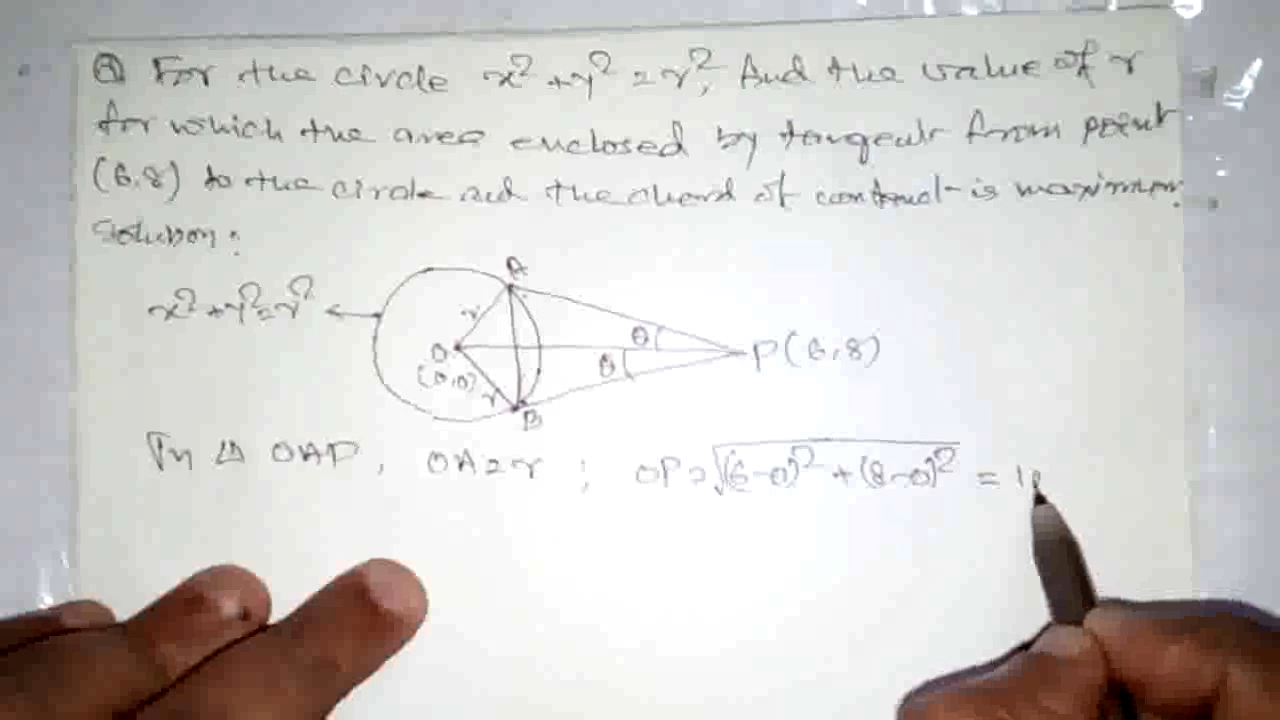 Q For the circle x²+y²=r², find the value of r
for which the area enclosed by tangents from point
(6,8) to the circle and the chord of contact is maximum.
Solution:
A
x²+y²=r²
r
θ
O
P(6,8)
θ
(0,0)
r
B
In Δ OAP, OA=r ; OP=√(6-0)²+(8-0)² = 10